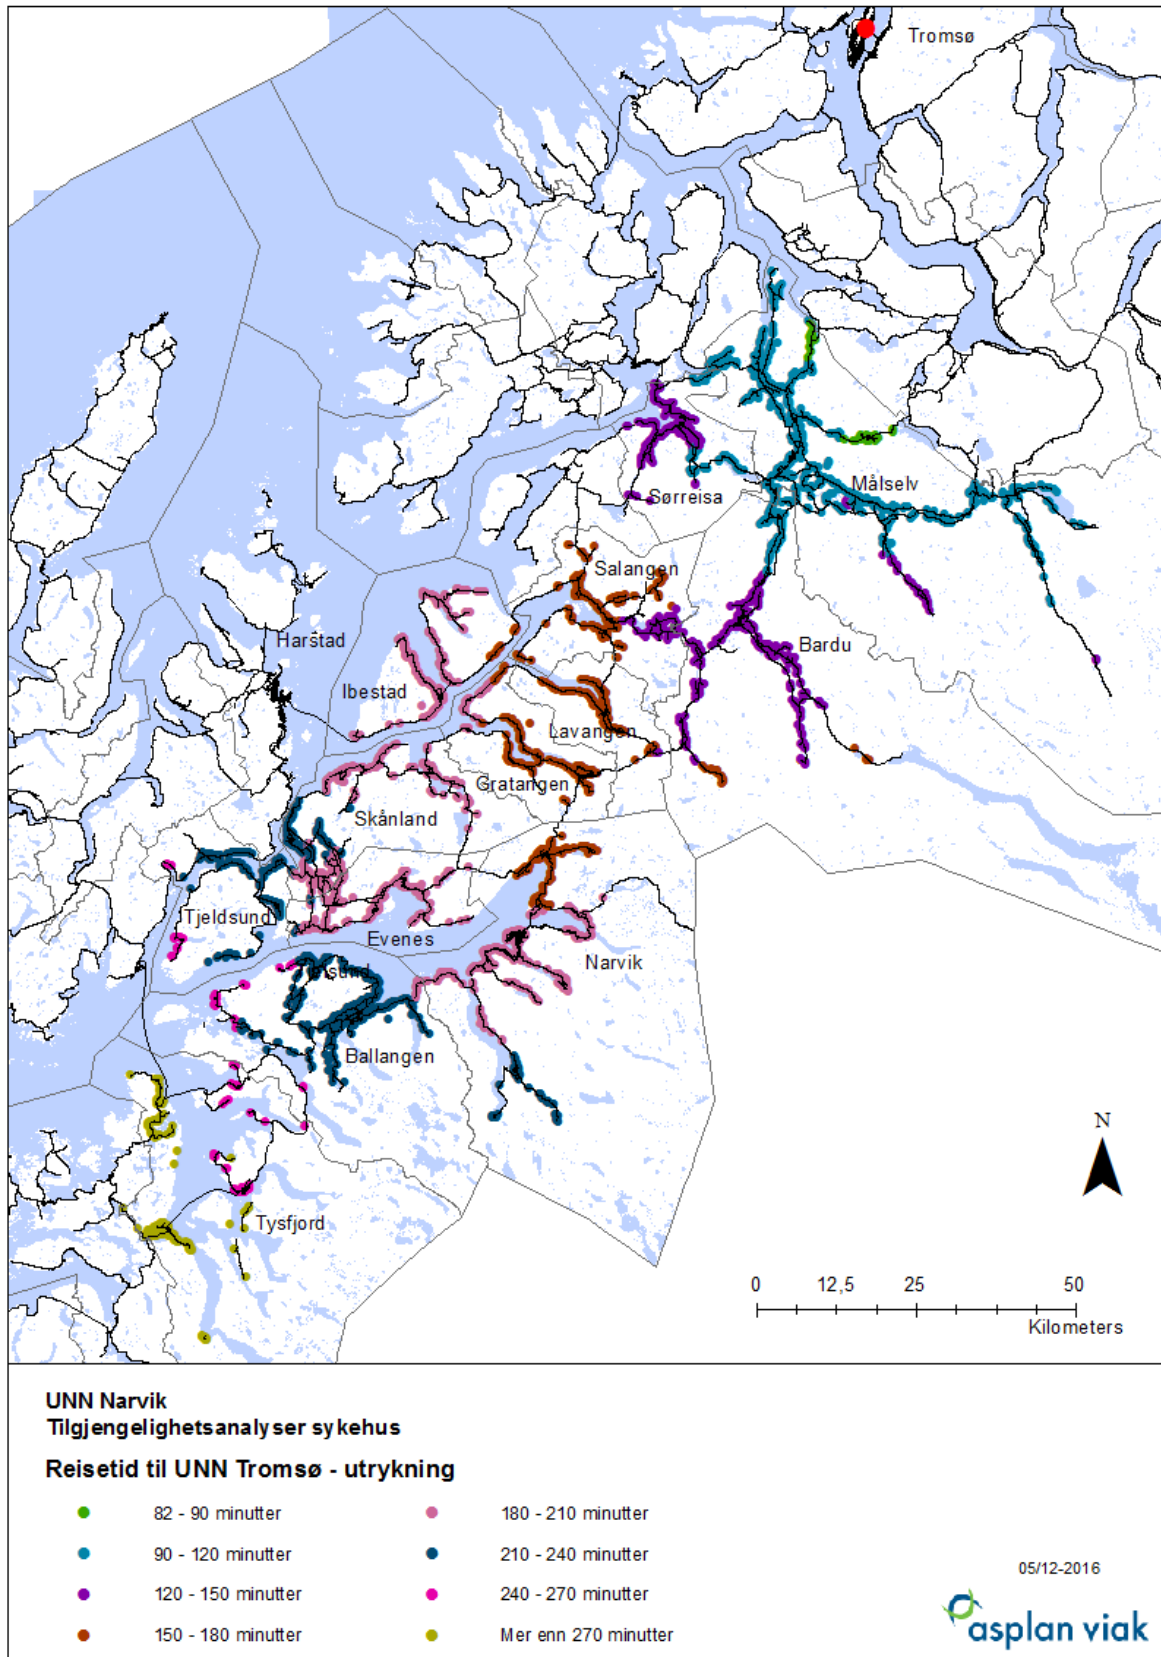 Tromsø
Målselv
Sørreisa
Salangen
Harstad
Bardu
Ibestad
Lavangen
Gratangen
Skånland
Tjeldsund
Evenes
Narvik
Ballangen
Tysfjord
N
0 12,5 25 50
Kilometers
UNN Narvik
Tilgjengelighetsanalyser sykehus
Reisetid til UNN Tromsø - utrykning
82 - 90 minutter
90 - 120 minutter
120 - 150 minutter
150 - 180 minutter
180 - 210 minutter
210 - 240 minutter
240 - 270 minutter
Mer enn 270 minutter
05/12-2016
asplan viak